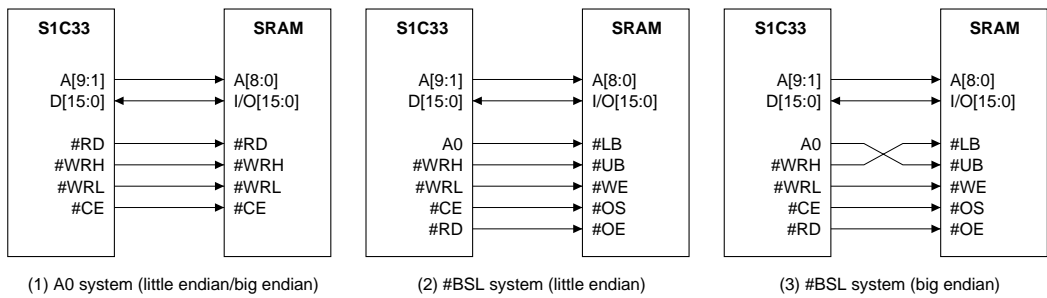 S1C33 SRAM
A[9:1] A[8:0]
D[15:0] I/O[15:0]
#RD #RD
#WRH #WRH
#WRL #WRL
#CE #CE
(1) A0 system (little endian/big endian)
S1C33 SRAM
A[9:1] A[8:0]
D[15:0] I/O[15:0]
A0 #LB
#WRH #UB
#WRL #WE
#CE #OS
#RD #OE
(2) #BSL system (little endian)
S1C33 SRAM
A[9:1] A[8:0]
D[15:0] I/O[15:0]
A0 #LB
#WRH #UB
#WRL #WE
#CE #OS
#RD #OE
(3) #BSL system (big endian)